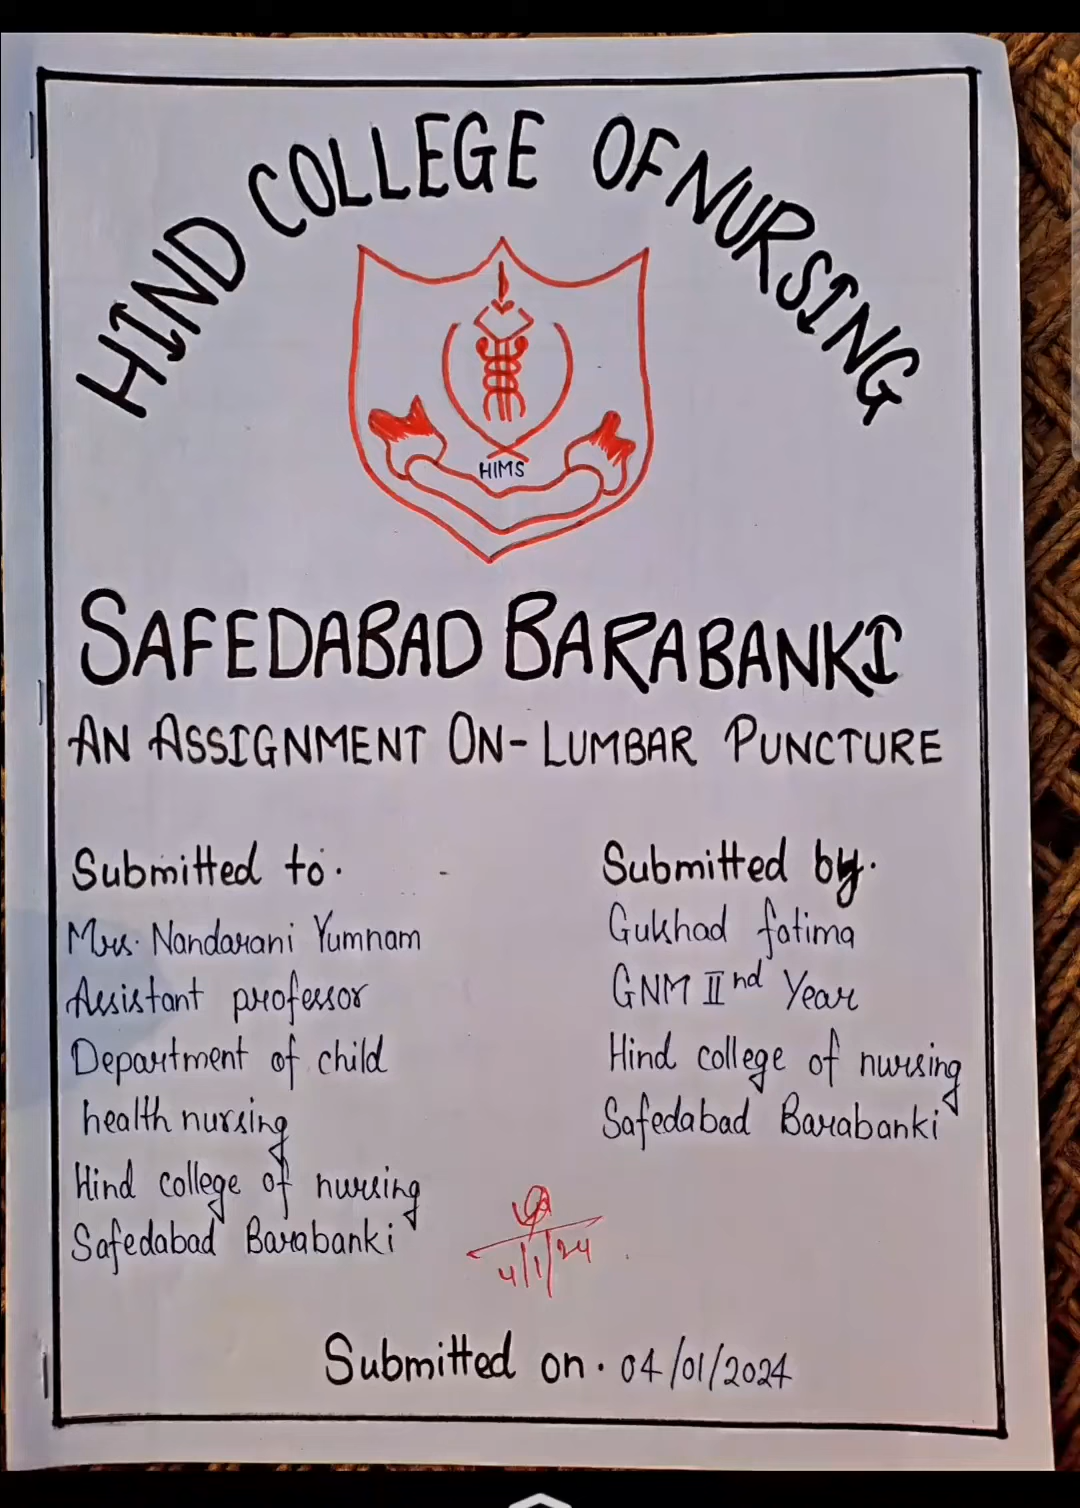 HIND COLLEGE OF NURSING
HIMS
SAFEDABAD BARABANKI
AN ASSIGNMENT ON- LUMBAR PUNCTURE
Submitted to.
Mrs. Nandarani Yumnam
Assistant professor
Department of child
health nursing
Hind college of nursing
Safedabad Barabanki
Submitted by.
Gulshad fatima
GNM IInd Year
Hind college of nursing
Safedabad Barabanki
4/1/24
Submitted on. 04/01/2024